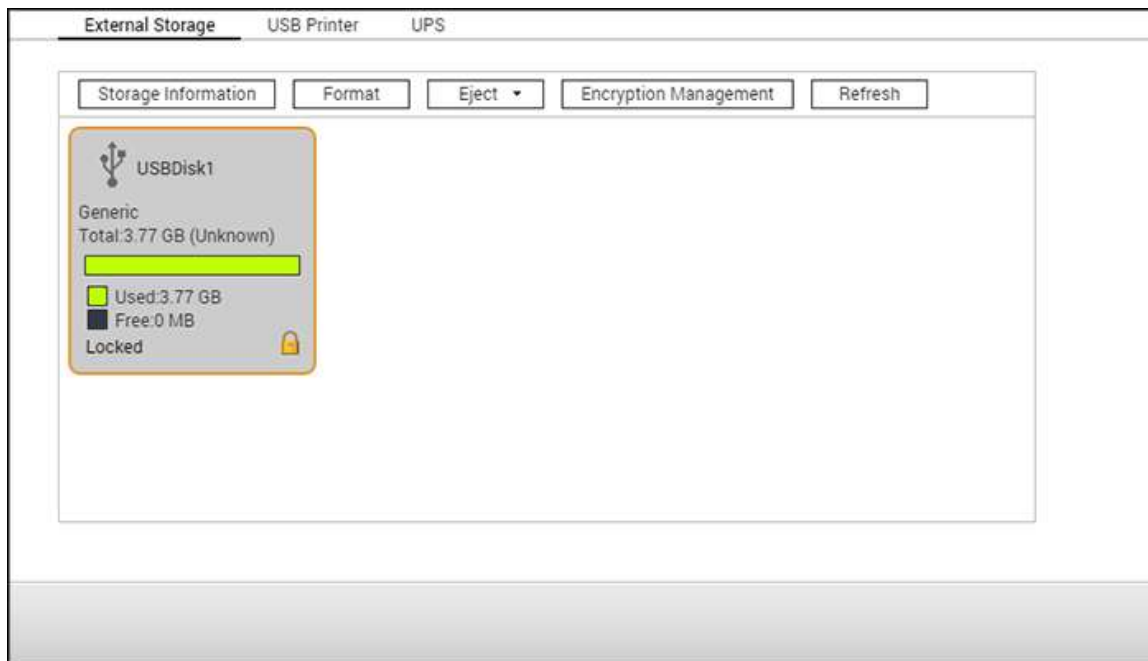 External Storage USB Printer UPS
Storage Information Format Eject Encryption Management Refresh
USBDisk1
Generic
Total:3.77 GB (Unknown)
Used:3.77 GB
Free:0 MB
Locked